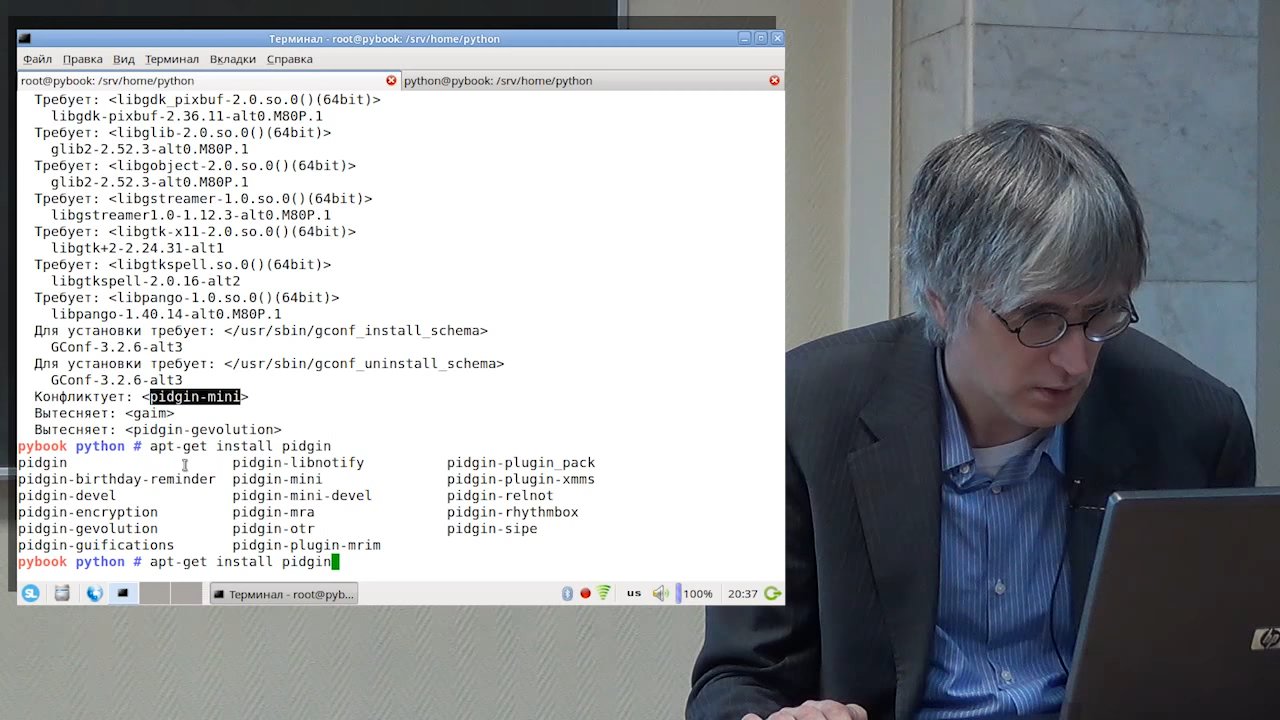 Терминал - root@pybook: /srv/home/python
Файл Правка Вид Терминал Вкладки Справка
root@pybook: /srv/home/python python@pybook: /srv/home/python
Требует: <libgdk_pixbuf-2.0.so.0()(64bit)>
libgdk-pixbuf-2.36.11-alt0.M80P.1
Требует: <libglib-2.0.so.0()(64bit)>
glib2-2.52.3-alt0.M80P.1
Требует: <libgobject-2.0.so.0()(64bit)>
glib2-2.52.3-alt0.M80P.1
Требует: <libgstreamer-1.0.so.0()(64bit)>
libgstreamer1.0-1.12.3-alt0.M80P.1
Требует: <libgtk-x11-2.0.so.0()(64bit)>
libgtk+2-2.24.31-alt1
Требует: <libgtkspell.so.0()(64bit)>
libgtkspell-2.0.16-alt2
Требует: <libpango-1.0.so.0()(64bit)>
libpango-1.40.14-alt0.M80P.1
Для установки требует: </usr/sbin/gconf_install_schema>
GConf-3.2.6-alt3
Для установки требует: </usr/sbin/gconf_uninstall_schema>
GConf-3.2.6-alt3
Конфликтует: <pidgin-mini>
Вытесняет: <gaim>
Вытесняет: <pidgin-gevolution>
pybook python # apt-get install pidgin
pidgin pidgin-libnotify pidgin-plugin_pack
pidgin-birthday-reminder pidgin-mini pidgin-plugin-xmms
pidgin-devel pidgin-mini-devel pidgin-relnot
pidgin-encryption pidgin-mra pidgin-rhythmbox
pidgin-gevolution pidgin-otr pidgin-sipe
pidgin-guifications pidgin-plugin-mrim
pybook python # apt-get install pidgin
SL Терминал - root@pyb... us 100% 20:37
hp